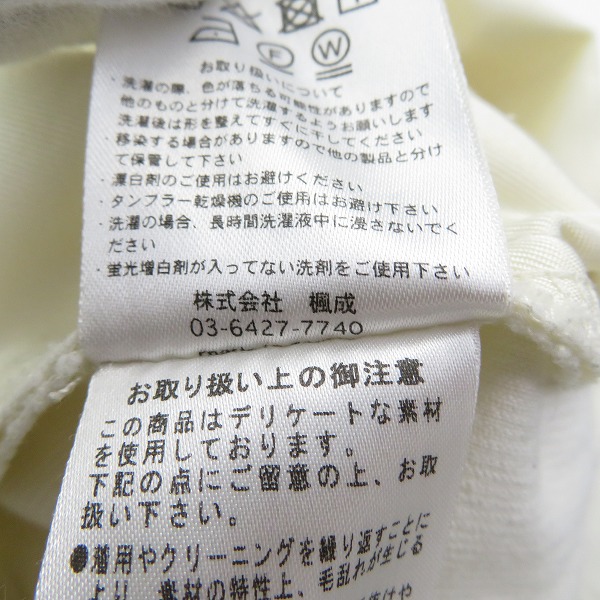 F W
お取り扱いについて
・洗濯の際、色が落ちる可能性がありますので
他のものと分けて洗濯するようお願いします
洗濯後は形を整えてすぐに干してください
・移染する場合がありますので他の製品と分け
て保管して下さい
・漂白剤のご使用はお避けください
・タンブラー乾燥機のご使用はお避け下さい
・洗濯の場合、長時間洗濯液中に浸さないでく
ださい
・蛍光増白剤が入ってない洗剤をご使用下さい
株式会社 楓成
03-6427-7740
お取り扱い上の御注意
この商品はデリケートな素材
を使用しております。
下記の点にご留意の上、お取
扱い下さい。
●着用やクリーニングを繰り返すことに
より、素材の特性上、毛乱れが生じる